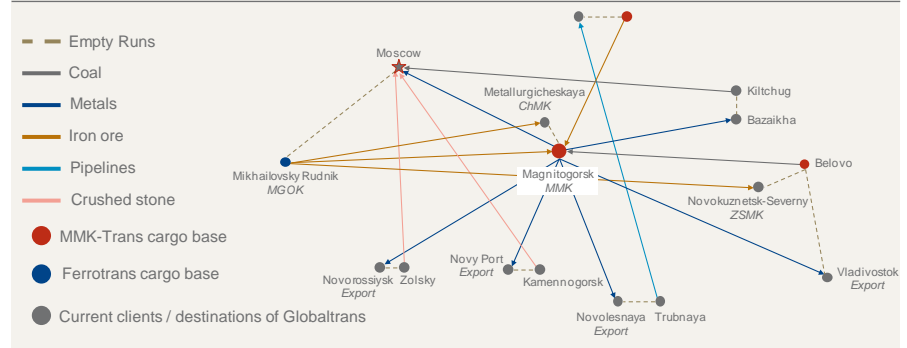 Empty Runs
Coal
Metals
Iron ore
Pipelines
Crushed stone
MMK-Trans cargo base
Ferrotrans cargo base
Current clients / destinations of Globaltrans
Moscow
Metallurgicheskaya
ChMK
Kiltchug
Bazaikha
Mikhailovsky Rudnik
MGOK
Magnitogorsk
MMK
Belovo
Novokuznetsk-Severny
ZSMK
Novorossiysk
Export
Zolsky
Novy Port
Export
Kamennogorsk
Vladivostok
Export
Novolesnaya
Export
Trubnaya